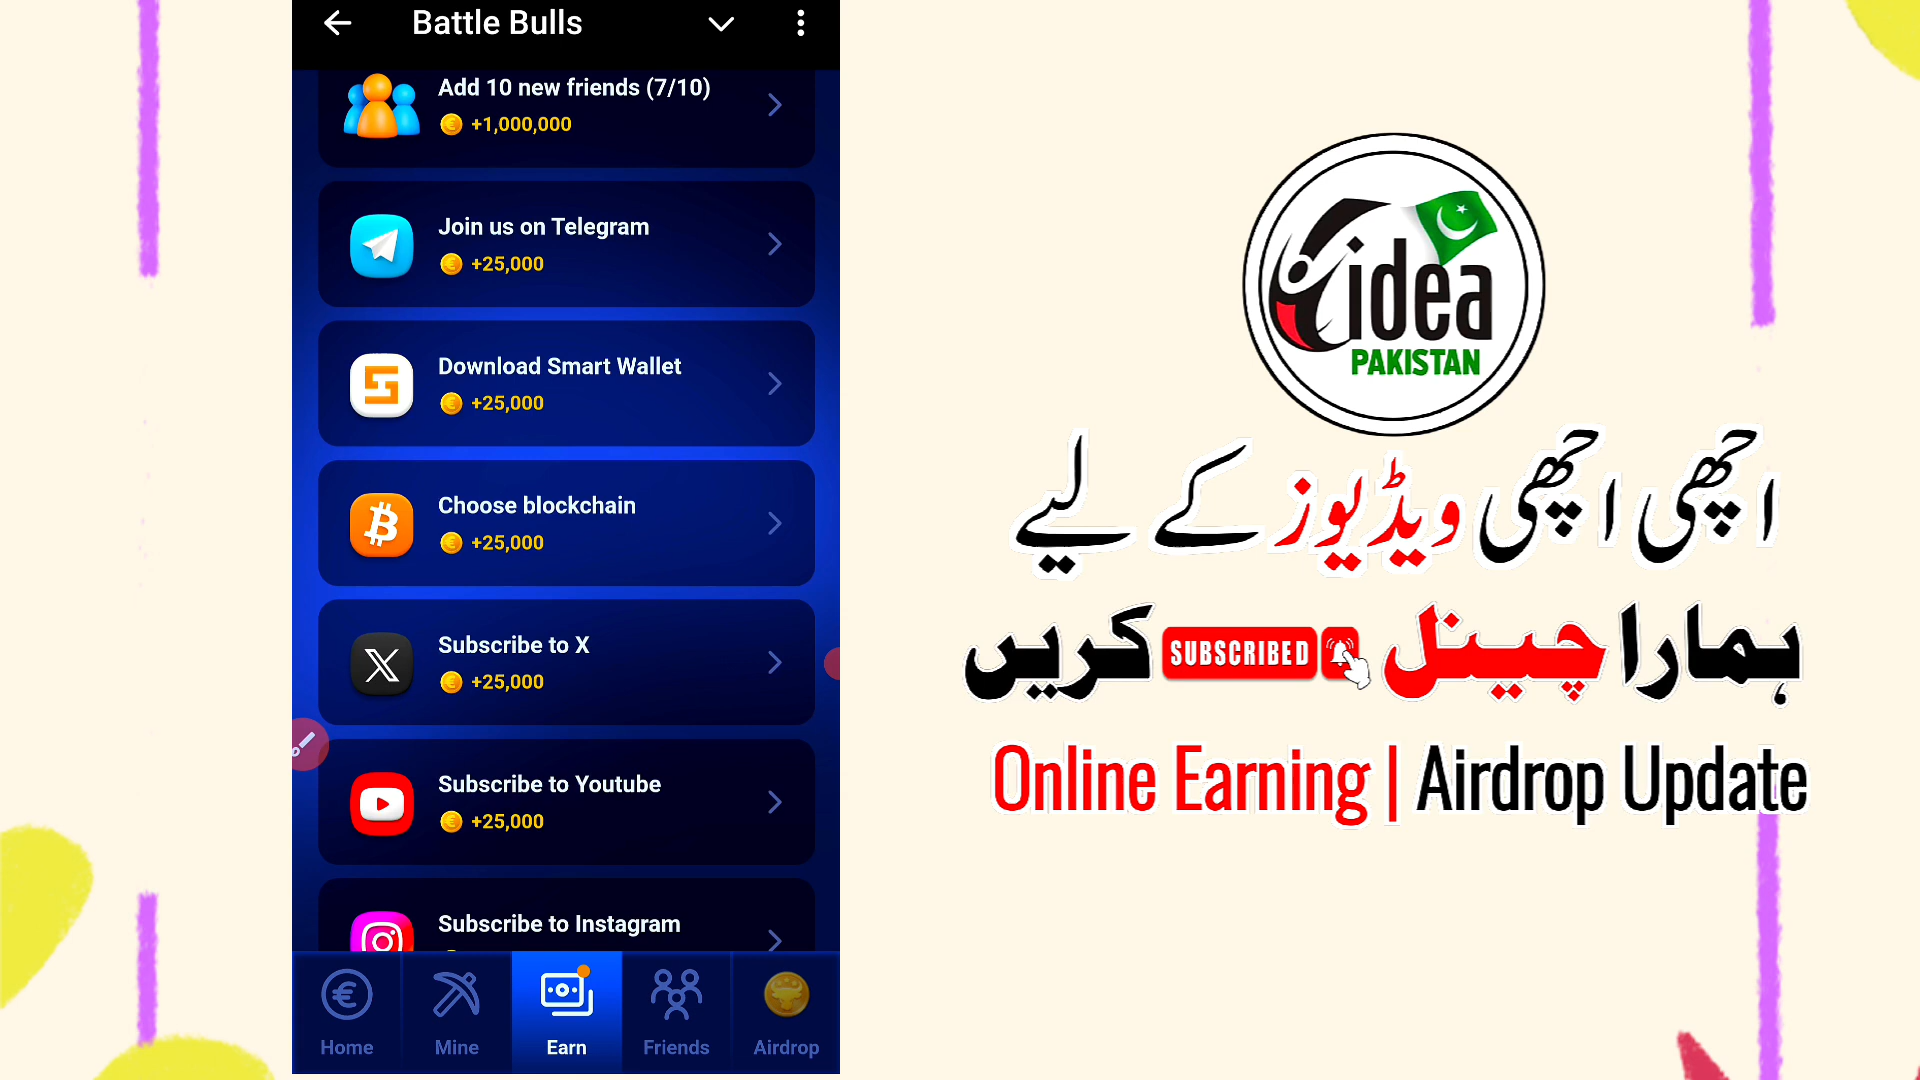 Battle Bulls
Add 10 new friends (7/10)
+1,000,000
Join us on Telegram
+25,000
Download Smart Wallet
+25,000
Choose blockchain
+25,000
Subscribe to X
+25,000
Subscribe to Youtube
+25,000
Subscribe to Instagram
Home
Mine
Earn
Friends
Airdrop
idea
PAKISTAN
اچھی اچھی ویڈیوز کے لیے
ہمارا چینل SUBSCRIBED کریں
Online Earning | Airdrop Update